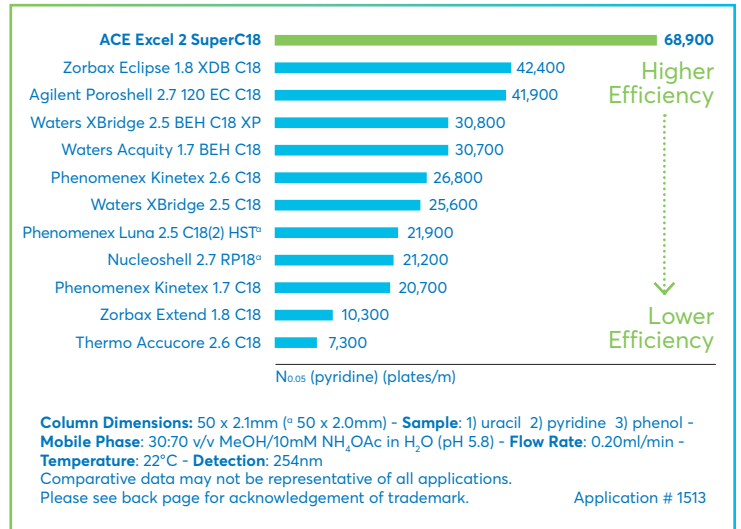 ACE Excel 2 SuperC18 68,900
Zorbax Eclipse 1.8 XDB C18 42,400
Agilent Poroshell 2.7 120 EC C18 41,900
Waters XBridge 2.5 BEH C18 XP 30,800
Waters Acquity 1.7 BEH C18 30,700
Phenomenex Kinetex 2.6 C18 26,800
Waters XBridge 2.5 C18 25,600
Phenomenex Luna 2.5 C18(2) HSTᵃ 21,900
Nucleoshell 2.7 RP18ᵃ 21,200
Phenomenex Kinetex 1.7 C18 20,700
Zorbax Extend 1.8 C18 10,300
Thermo Accucore 2.6 C18 7,300
Higher
Efficiency
Lower
Efficiency
N₀.₀₅ (pyridine) (plates/m)
Column Dimensions: 50 x 2.1mm (ᵃ 50 x 2.0mm) - Sample: 1) uracil 2) pyridine 3) phenol -
Mobile Phase: 30:70 v/v MeOH/10mM NH₄OAc in H₂O (pH 5.8) - Flow Rate: 0.20ml/min -
Temperature: 22°C - Detection: 254nm
Comparative data may not be representative of all applications.
Please see back page for acknowledgement of trademark. Application # 1513